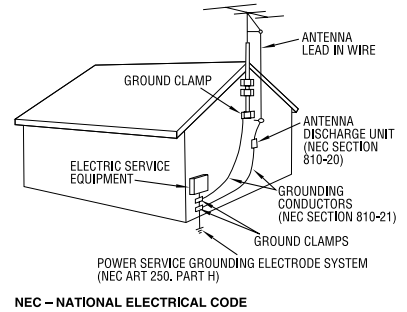 ANTENNA
LEAD IN WIRE
GROUND CLAMP
ANTENNA
DISCHARGE UNIT
(NEC SECTION
810-20)
ELECTRIC SERVICE
EQUIPMENT
GROUNDING
CONDUCTORS
(NEC SECTION 810-21)
GROUND CLAMPS
POWER SERVICE GROUNDING ELECTRODE SYSTEM
(NEC ART 250. PART H)
NEC – NATIONAL ELECTRICAL CODE